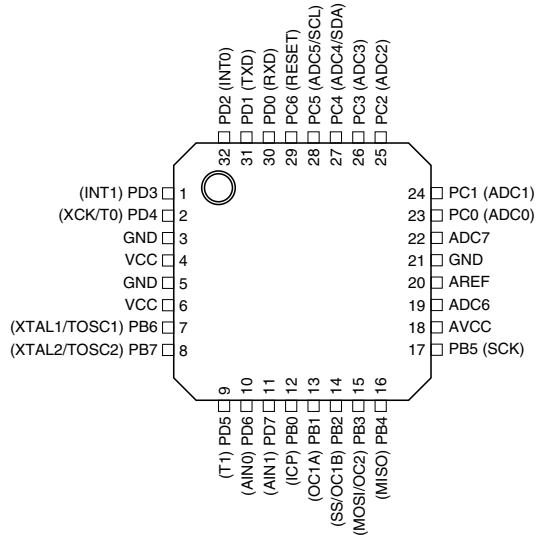 PD2 (INT0)
PD1 (TXD)
PD0 (RXD)
PC6 (RESET)
PC5 (ADC5/SCL)
PC4 (ADC4/SDA)
PC3 (ADC3)
PC2 (ADC2)
32
31
30
29
28
27
26
25
(INT1) PD3 1
(XCK/T0) PD4 2
GND 3
VCC 4
GND 5
VCC 6
(XTAL1/TOSC1) PB6 7
(XTAL2/TOSC2) PB7 8
24 PC1 (ADC1)
23 PC0 (ADC0)
22 ADC7
21 GND
20 AREF
19 ADC6
18 AVCC
17 PB5 (SCK)
9
10
11
12
13
14
15
16
(T1) PD5
(AIN0) PD6
(AIN1) PD7
(ICP) PB0
(OC1A) PB1
(SS/OC1B) PB2
(MOSI/OC2) PB3
(MISO) PB4